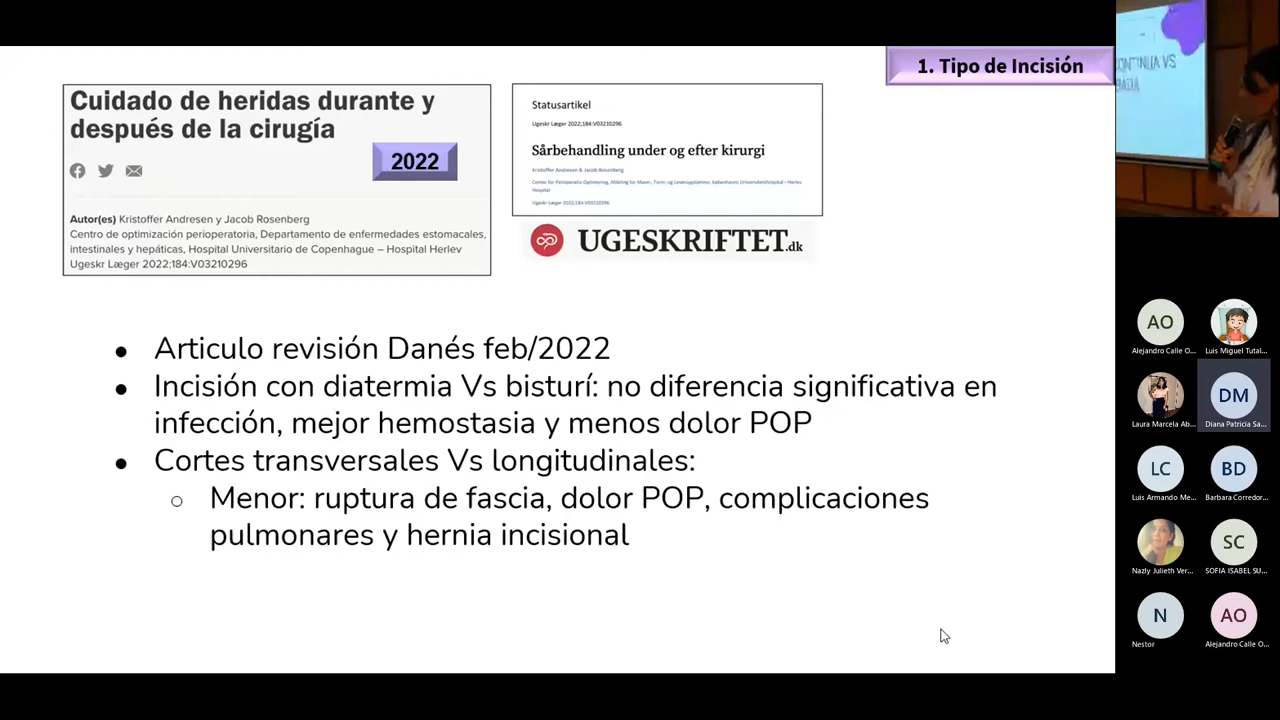 1. Tipo de Incisión
Cuidado de heridas durante y
después de la cirugía
2022
Autor(es) Kristoffer Andresen y Jacob Rosenberg
Centro de optimización perioperatoria, Departamento de enfermedades estomacales,
intestinales y hepáticas, Hospital Universitario de Copenhague – Hospital Herlev
Ugeskr Læger 2022;184:V03210296
Statusartikel
Ugeskr Læger 2022;184:V03210296
Sårbehandling under og efter kirurgi
Kristoffer Andresen & Jacob Rosenberg
Hospital
Ugeskr Læger 2022;184:V03210296
UGESKRIFTET.dk
● Articulo revisión Danés feb/2022
● Incisión con diatermia Vs bisturí: no diferencia significativa en
infección, mejor hemostasia y menos dolor POP
● Cortes transversales Vs longitudinales:
○ Menor: ruptura de fascia, dolor POP, complicaciones
pulmonares y hernia incisional
VS
AO
Alejandro Calle O...
Luis Miguel Tutal...
Laura Marcela Ab...
DM
Diana Patricia Sa...
LC
Luis Armando Me...
BD
Barbara Corredor...
Nazly Julieth Ver...
SC
SOFIA ISABEL SU...
N
Nestor
AO
Alejandro Calle O...